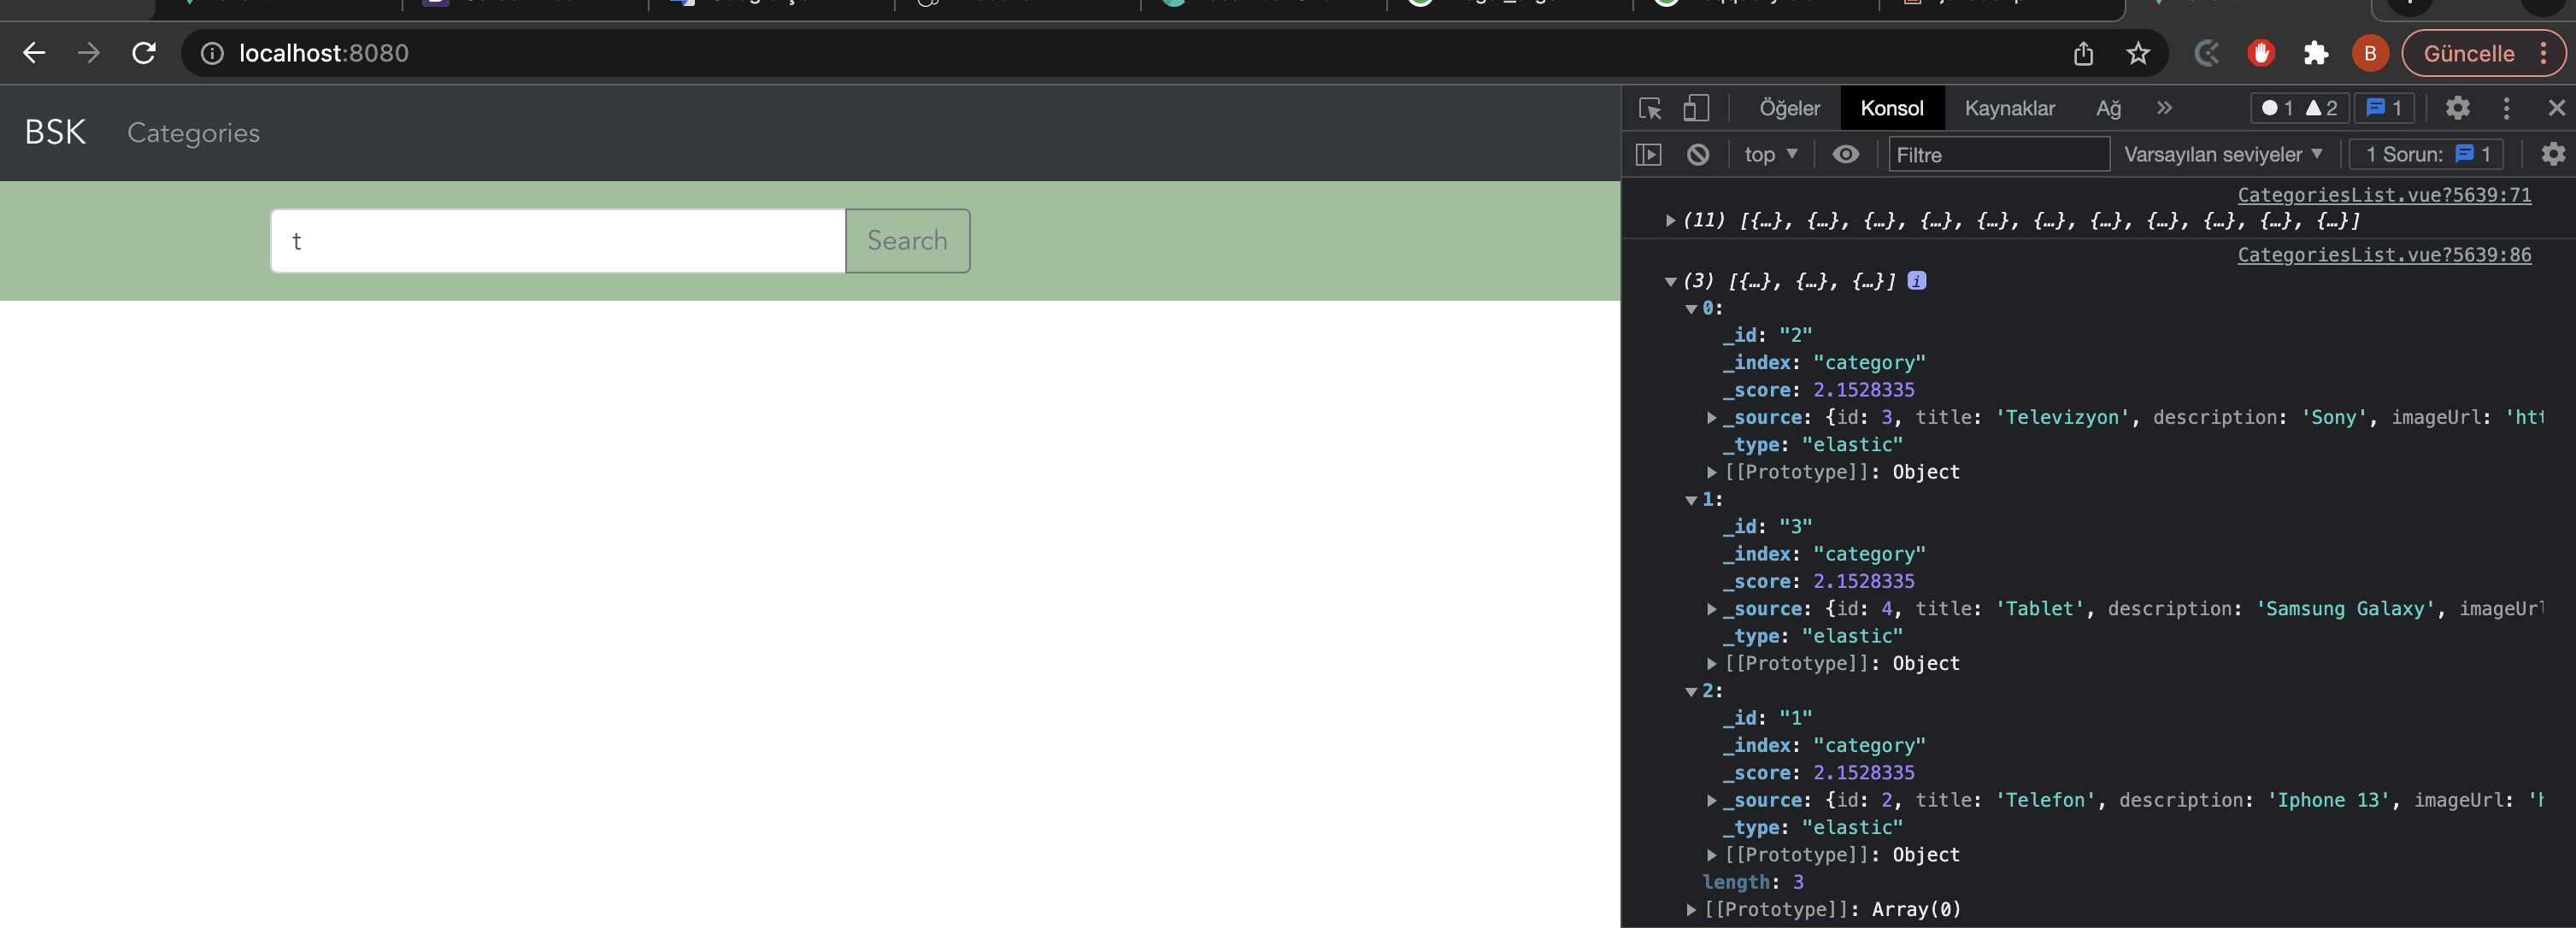 localhost:8080
B
Güncelle
BSK Categories
t
Search
Öğeler Konsol Kaynaklar Ağ » 1 2 1
top Filtre Varsayılan seviyeler 1 Sorun: 1
CategoriesList.vue?5639:71
(11) [{…}, {…}, {…}, {…}, {…}, {…}, {…}, {…}, {…}, {…}, {…}]
CategoriesList.vue?5639:86
(3) [{…}, {…}, {…}] i
0:
_id: "2"
_index: "category"
_score: 2.1528335
_source: {id: 3, title: 'Televizyon', description: 'Sony', imageUrl: 'htt
_type: "elastic"
[[Prototype]]: Object
1:
_id: "3"
_index: "category"
_score: 2.1528335
_source: {id: 4, title: 'Tablet', description: 'Samsung Galaxy', imageUrl
_type: "elastic"
[[Prototype]]: Object
2:
_id: "1"
_index: "category"
_score: 2.1528335
_source: {id: 2, title: 'Telefon', description: 'Iphone 13', imageUrl: 'h
_type: "elastic"
[[Prototype]]: Object
length: 3
[[Prototype]]: Array(0)